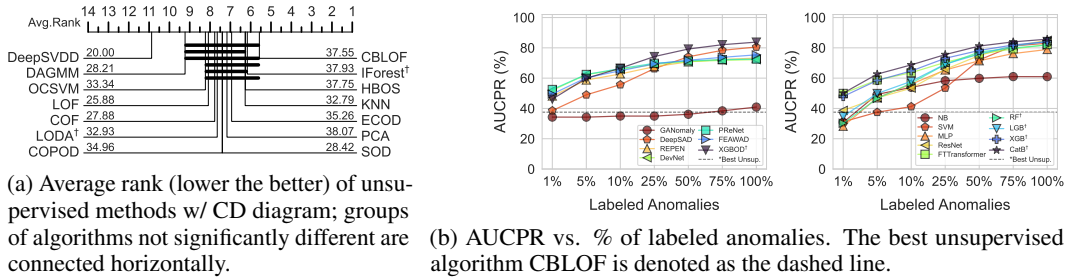 14 13 12 11 10 9 8 7 6 5 4 3 2 1
Avg.Rank
DeepSVDD 20.00 37.55 CBLOF
DAGMM 28.21 37.93 IForest†
OCSVM 33.34 37.75 HBOS
LOF 25.88 32.79 KNN
COF 27.88 35.26 ECOD
LODA† 32.93 38.07 PCA
COPOD 34.96 28.42 SOD
(a) Average rank (lower the better) of unsu-
pervised methods w/ CD diagram; groups
of algorithms not significantly different are
connected horizontally.
AUCPR (%)
100
80
60
40
20
0
GANomaly
DeepSAD
REPEN
DevNet
PReNet
FEAWAD
XGBOD†
*Best Unsup.
1% 5% 10% 25% 50% 75% 100%
Labeled Anomalies
AUCPR (%)
100
80
60
40
20
0
NB
SVM
MLP
ResNet
FTTransformer
RF†
LGB†
XGB†
CatB†
*Best Unsup.
1% 5% 10% 25% 50% 75% 100%
Labeled Anomalies
(b) AUCPR vs. % of labeled anomalies. The best unsupervised
algorithm CBLOF is denoted as the dashed line.